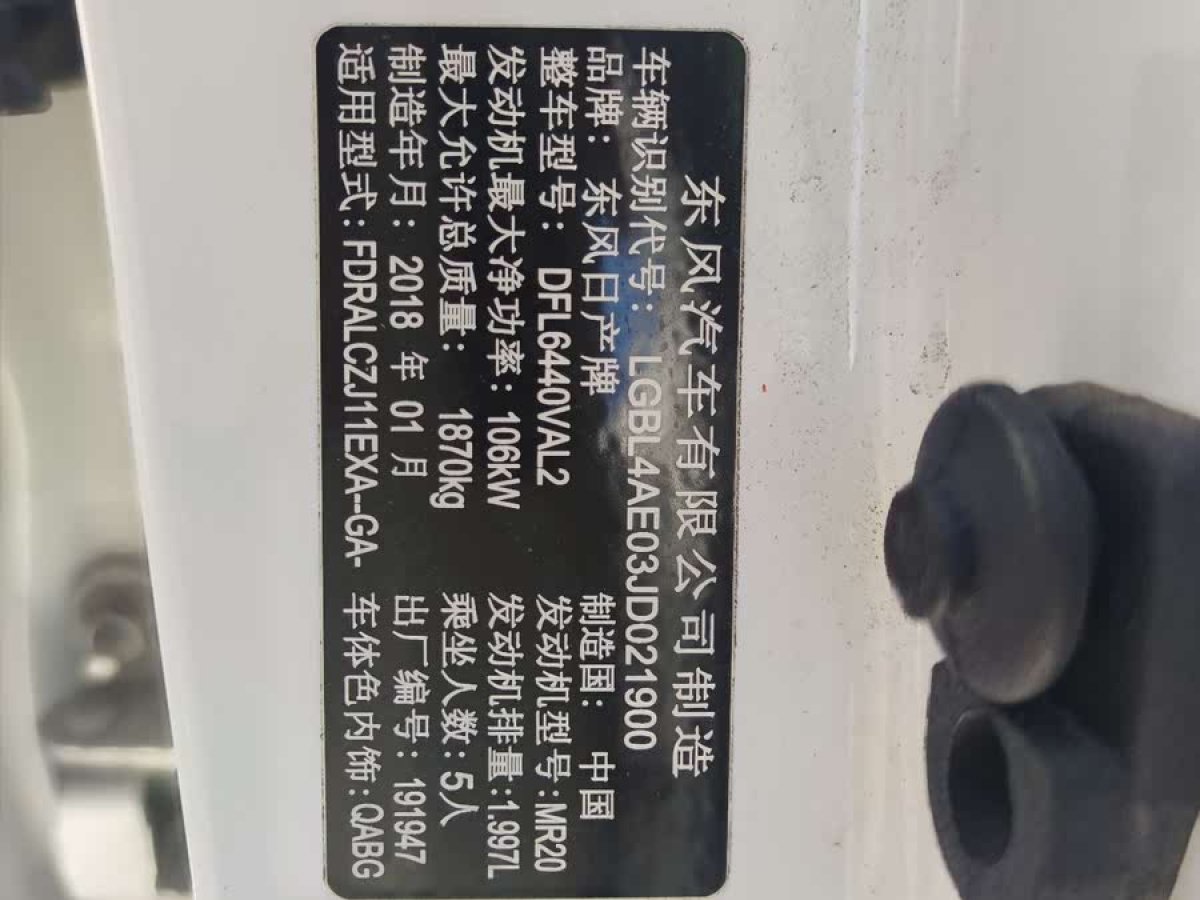 东风汽车有限公司制造
车辆识别代号：LGBL4AE03JD021900
品牌：东风日产牌 制造国：中国
整车型号：DFL6440VAL2 发动机型号：MR20
发动机最大净功率：106kW 发动机排量：1.997L
最大允许总质量：1870kg 乘坐人数：5人
制造年月：2018 年 01 月 出厂编号：191947
适用型式：FDRALCZJ11EXA--GA- 车体色内饰：QABG